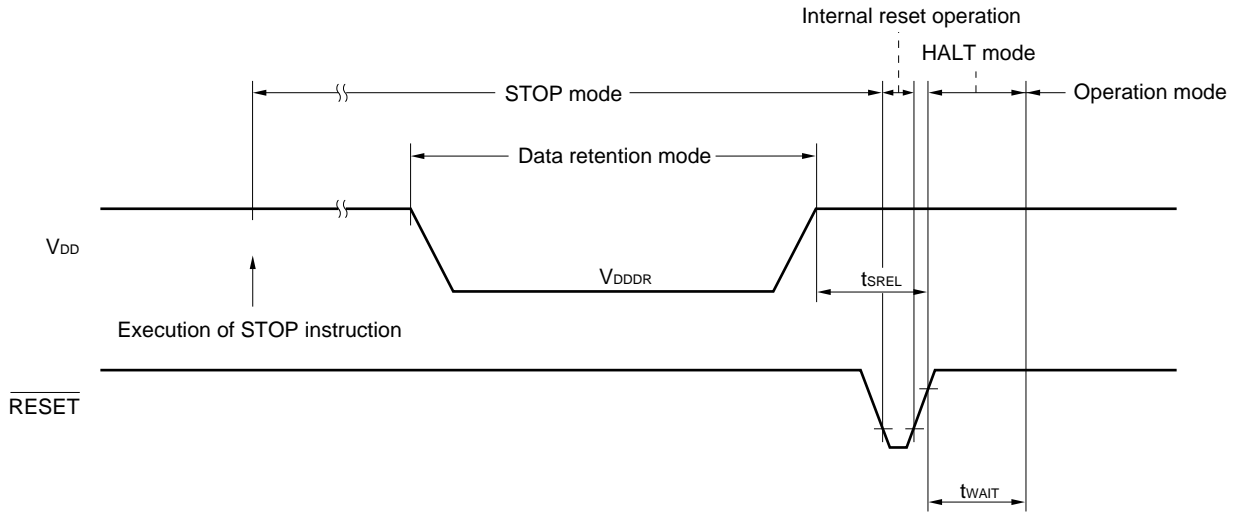 Internal reset operation
HALT mode
STOP mode
Operation mode
Data retention mode
VDD
VDDDR
tSREL
Execution of STOP instruction
RESET
tWAIT